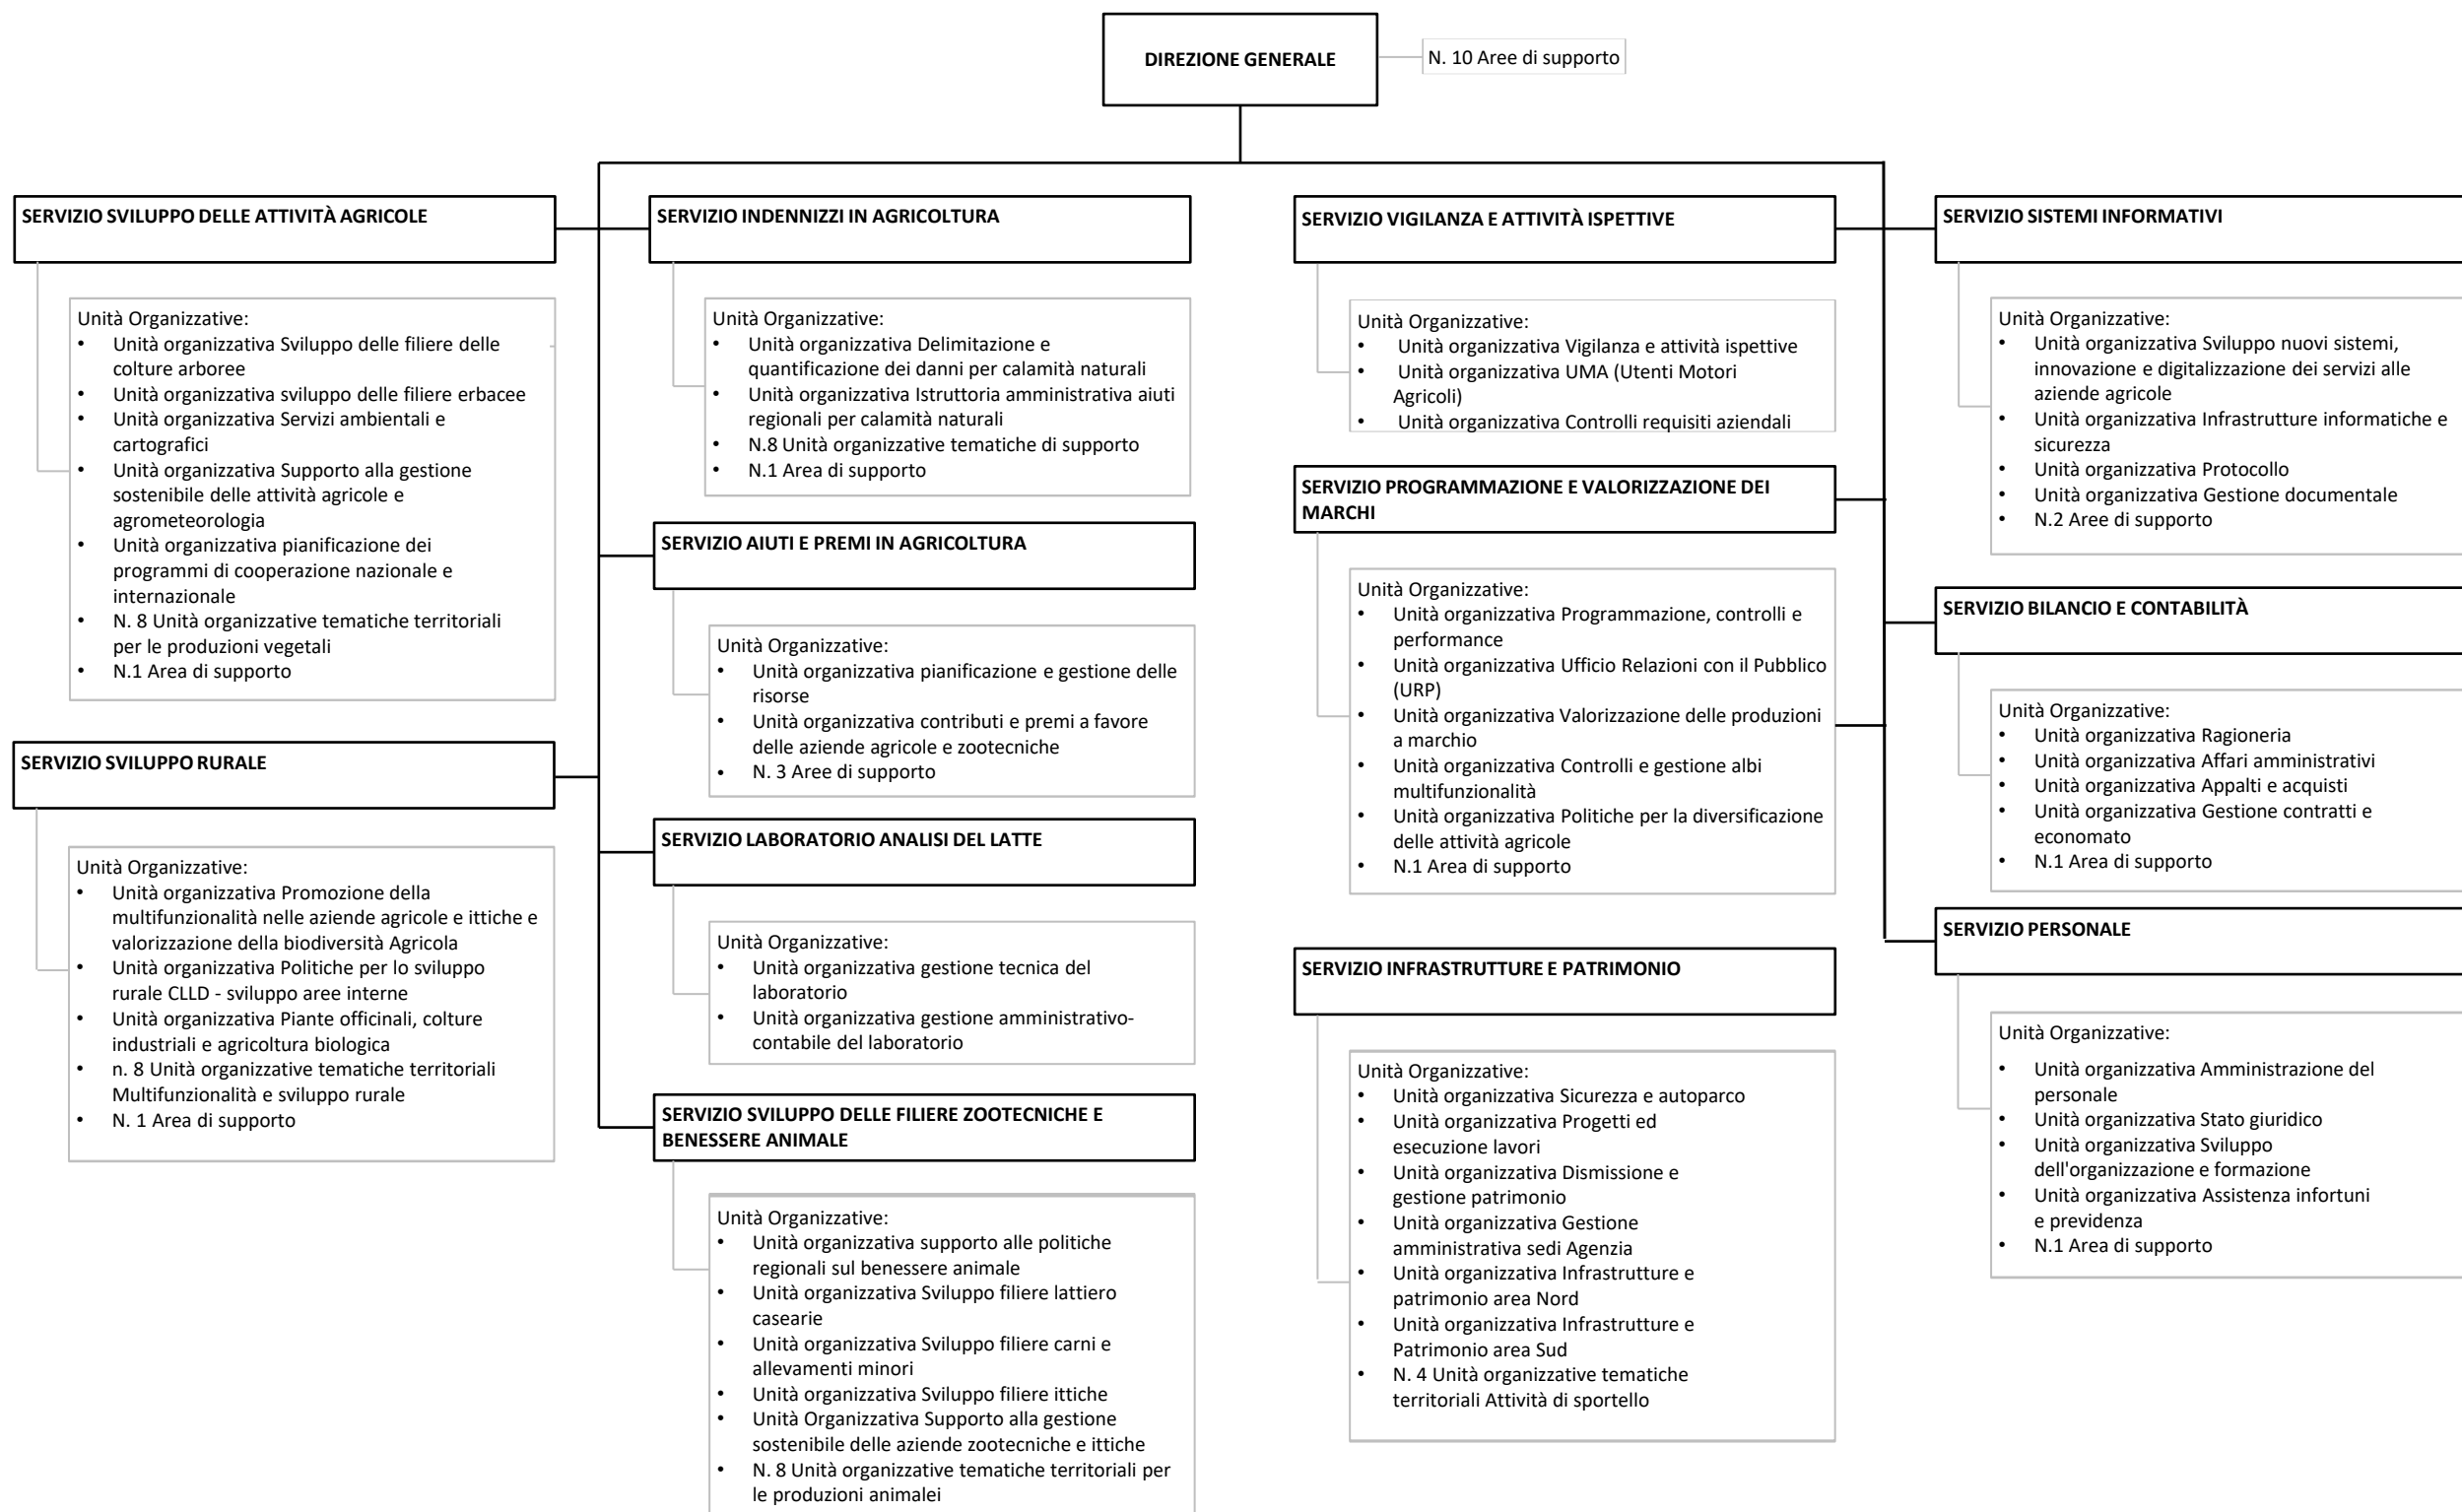 DIREZIONE GENERALE
N. 10 Aree di supporto
SERVIZIO SVILUPPO DELLE ATTIVITÀ AGRICOLE
Unità Organizzative:
• Unità organizzativa Sviluppo delle filiere delle
colture arboree
• Unità organizzativa sviluppo delle filiere erbacee
• Unità organizzativa Servizi ambientali e
cartografici
• Unità organizzativa Supporto alla gestione
sostenibile delle attività agricole e
agrometeorologia
• Unità organizzativa pianificazione dei
programmi di cooperazione nazionale e
internazionale
• N. 8 Unità organizzative tematiche territoriali
per le produzioni vegetali
• N.1 Area di supporto
SERVIZIO SVILUPPO RURALE
Unità Organizzative:
• Unità organizzativa Promozione della
multifunzionalità nelle aziende agricole e ittiche e
valorizzazione della biodiversità Agricola
• Unità organizzativa Politiche per lo sviluppo
rurale CLLD - sviluppo aree interne
• Unità organizzativa Piante officinali, colture
industriali e agricoltura biologica
• n. 8 Unità organizzative tematiche territoriali
Multifunzionalità e sviluppo rurale
• N. 1 Area di supporto
SERVIZIO INDENNIZZI IN AGRICOLTURA
Unità Organizzative:
• Unità organizzativa Delimitazione e
quantificazione dei danni per calamità naturali
• Unità organizzativa Istruttoria amministrativa aiuti
regionali per calamità naturali
• N.8 Unità organizzative tematiche di supporto
• N.1 Area di supporto
SERVIZIO AIUTI E PREMI IN AGRICOLTURA
Unità Organizzative:
• Unità organizzativa pianificazione e gestione delle
risorse
• Unità organizzativa contributi e premi a favore
delle aziende agricole e zootecniche
• N. 3 Aree di supporto
SERVIZIO LABORATORIO ANALISI DEL LATTE
Unità Organizzative:
• Unità organizzativa gestione tecnica del
laboratorio
• Unità organizzativa gestione amministrativo-
contabile del laboratorio
SERVIZIO SVILUPPO DELLE FILIERE ZOOTECNICHE E
BENESSERE ANIMALE
Unità Organizzative:
• Unità organizzativa supporto alle politiche
regionali sul benessere animale
• Unità organizzativa Sviluppo filiere lattiero
casearie
• Unità organizzativa Sviluppo filiere carni e
allevamenti minori
• Unità organizzativa Sviluppo filiere ittiche
• Unità Organizzativa Supporto alla gestione
sostenibile delle aziende zootecniche e ittiche
• N. 8 Unità organizzative tematiche territoriali per
le produzioni animalei
SERVIZIO VIGILANZA E ATTIVITÀ ISPETTIVE
Unità Organizzative:
• Unità organizzativa Vigilanza e attività ispettive
• Unità organizzativa UMA (Utenti Motori
Agricoli)
• Unità organizzativa Controlli requisiti aziendali
SERVIZIO PROGRAMMAZIONE E VALORIZZAZIONE DEI
MARCHI
Unità Organizzative:
• Unità organizzativa Programmazione, controlli e
performance
• Unità organizzativa Ufficio Relazioni con il Pubblico
(URP)
• Unità organizzativa Valorizzazione delle produzioni
a marchio
• Unità organizzativa Controlli e gestione albi
multifunzionalità
• Unità organizzativa Politiche per la diversificazione
delle attività agricole
• N.1 Area di supporto
SERVIZIO INFRASTRUTTURE E PATRIMONIO
Unità Organizzative:
• Unità organizzativa Sicurezza e autoparco
• Unità organizzativa Progetti ed
esecuzione lavori
• Unità organizzativa Dismissione e
gestione patrimonio
• Unità organizzativa Gestione
amministrativa sedi Agenzia
• Unità organizzativa Infrastrutture e
patrimonio area Nord
• Unità organizzativa Infrastrutture e
Patrimonio area Sud
• N. 4 Unità organizzative tematiche
territoriali Attività di sportello
SERVIZIO SISTEMI INFORMATIVI
Unità Organizzative:
• Unità organizzativa Sviluppo nuovi sistemi,
innovazione e digitalizzazione dei servizi alle
aziende agricole
• Unità organizzativa Infrastrutture informatiche e
sicurezza
• Unità organizzativa Protocollo
• Unità organizzativa Gestione documentale
• N.2 Aree di supporto
SERVIZIO BILANCIO E CONTABILITÀ
Unità Organizzative:
• Unità organizzativa Ragioneria
• Unità organizzativa Affari amministrativi
• Unità organizzativa Appalti e acquisti
• Unità organizzativa Gestione contratti e
economato
• N.1 Area di supporto
SERVIZIO PERSONALE
Unità Organizzative:
• Unità organizzativa Amministrazione del
personale
• Unità organizzativa Stato giuridico
• Unità organizzativa Sviluppo
dell'organizzazione e formazione
• Unità organizzativa Assistenza infortuni
e previdenza
• N.1 Area di supporto